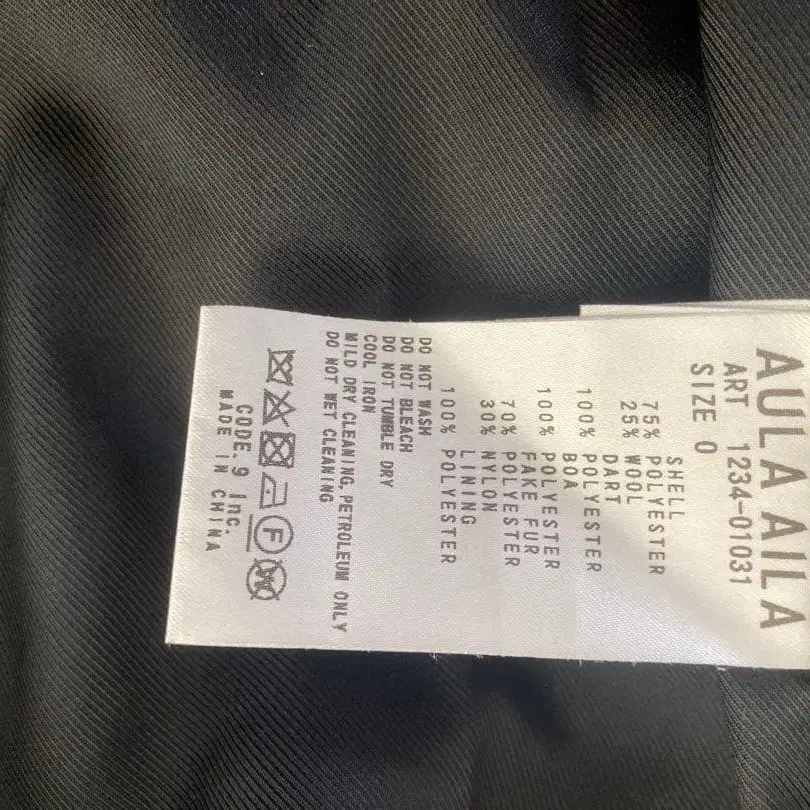 AULA AILA
ART 1234-01031
SIZE 0
SHELL
75% POLYESTER
25% WOOL
DART
100% POLYESTER
BOA
100% POLYESTER
FAKE FUR
70% POLYESTER
30% NYLON
LINING
100% POLYESTER
DO NOT WASH
DO NOT BLEACH
DO NOT TUMBLE DRY
COOL IRON
MILD DRY CLEANING, PETROLEUM ONLY
DO NOT WET CLEANING
F W
CODE.9 Inc.
MADE IN CHINA